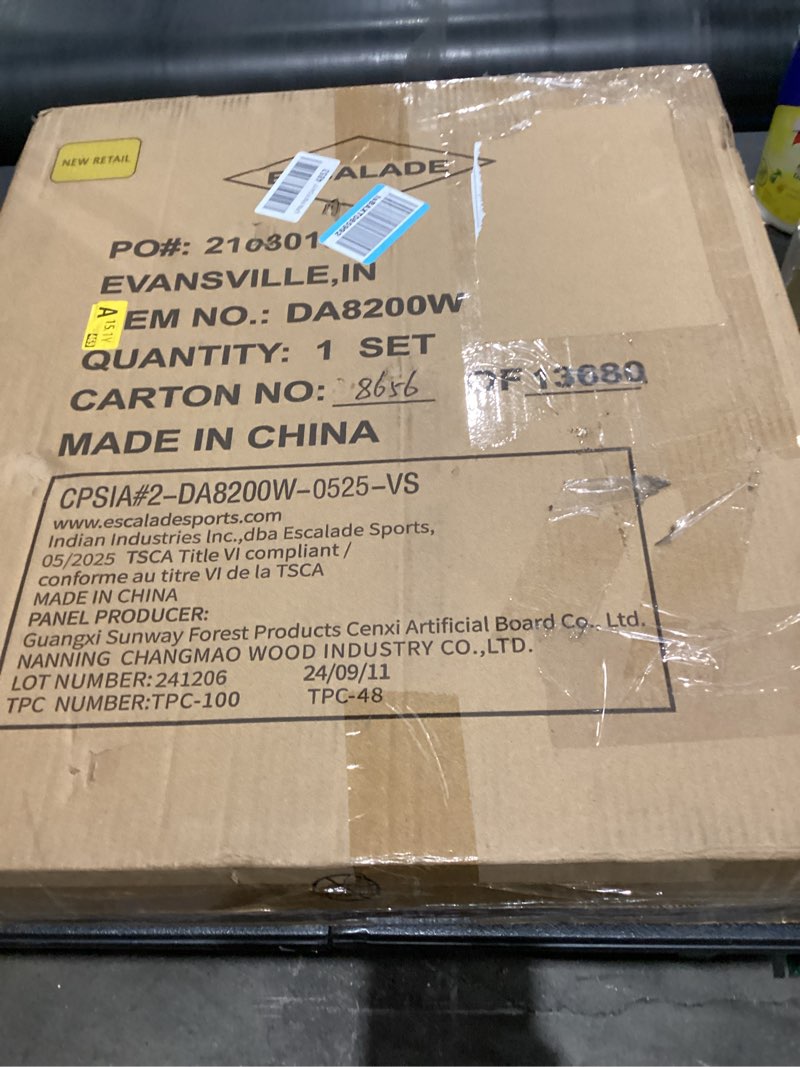 NEW RETAIL
ALADE
PO#: 210301
EVANSVILLE,IN
A
EM NO.: DA8200W
QUANTITY: 1 SET
CARTON NO: 8656 OF 13680
MADE IN CHINA
CPSIA#2-DA8200W-0525-VS
www.escaladesports.com
Indian Industries Inc.,dba Escalade Sports,
05/2025 TSCA Title VI compliant /
conforme au titre VI de la TSCA
MADE IN CHINA
PANEL PRODUCER:
Guangxi Sunway Forest Products Cenxi Artificial Board Co., Ltd.
NANNING CHANGMAO WOOD INDUSTRY CO.,LTD.
LOT NUMBER: 241206 24/09/11
TPC NUMBER:TPC-100 TPC-48